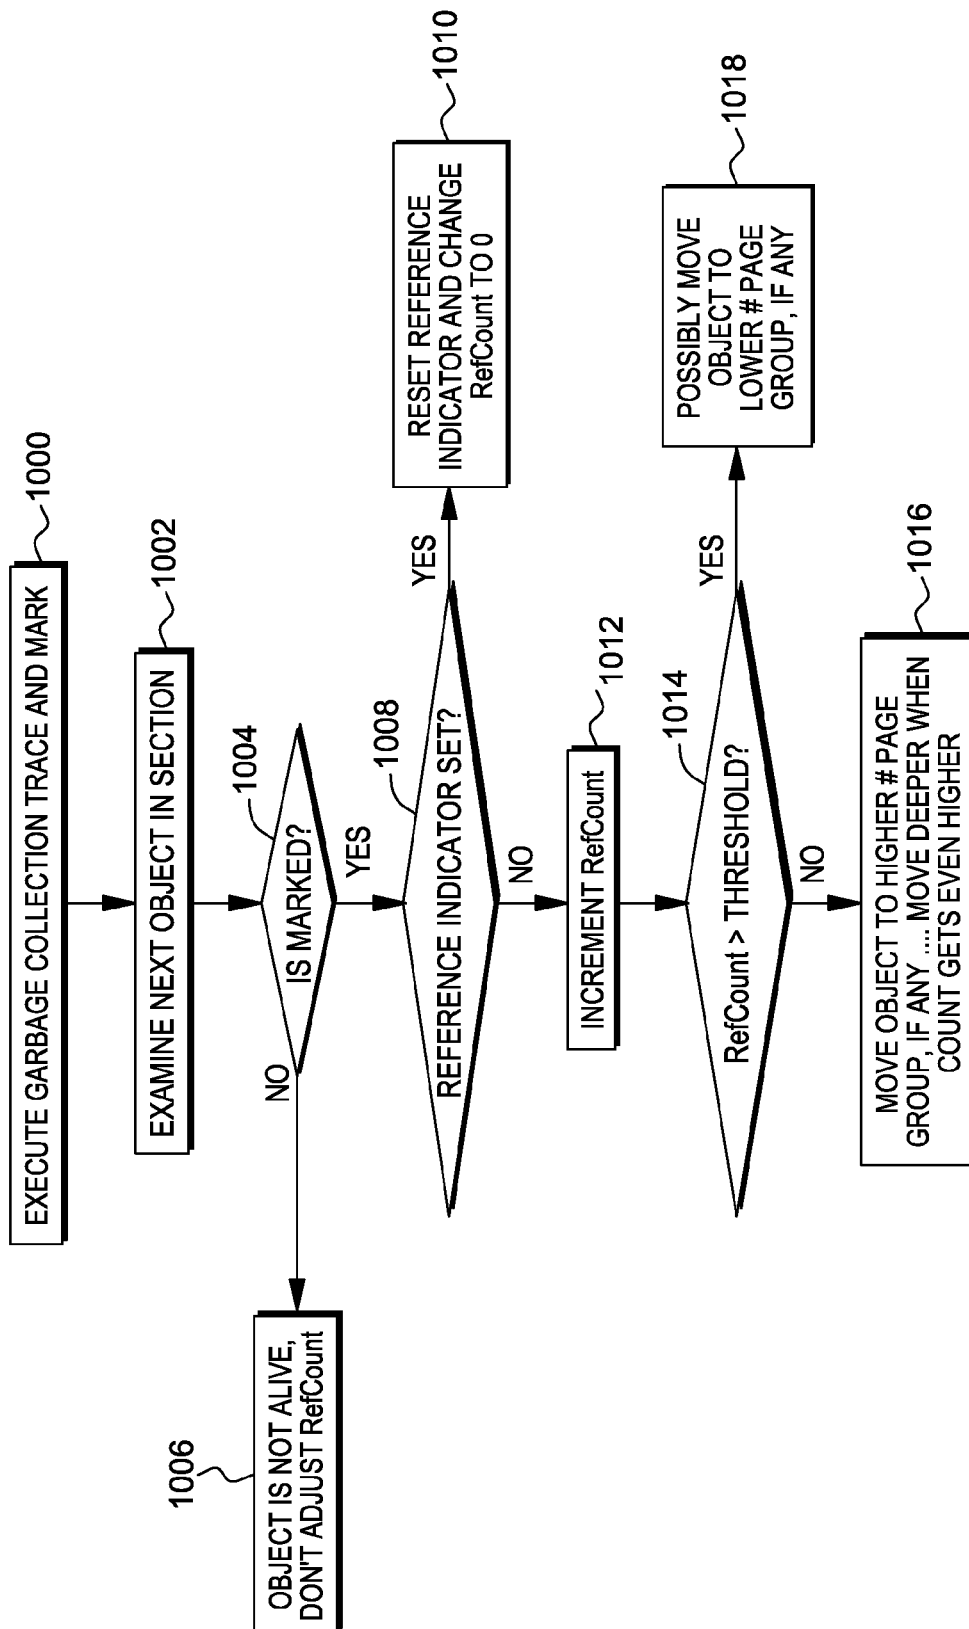 EXECUTE GARBAGE COLLECTION TRACE AND MARK
1000
EXAMINE NEXT OBJECT IN SECTION
1002
IS MARKED?
1004
NO
YES
1006
OBJECT IS NOT ALIVE,
DON'T ADJUST RefCount
REFERENCE INDICATOR SET?
1008
YES
NO
RESET REFERENCE
INDICATOR AND CHANGE
RefCount TO 0
1010
INCREMENT RefCount
1012
RefCount > THRESHOLD?
1014
YES
NO
POSSIBLY MOVE
OBJECT TO
LOWER # PAGE
GROUP, IF ANY
1018
MOVE OBJECT TO HIGHER # PAGE
GROUP, IF ANY .... MOVE DEEPER WHEN
COUNT GETS EVEN HIGHER
1016